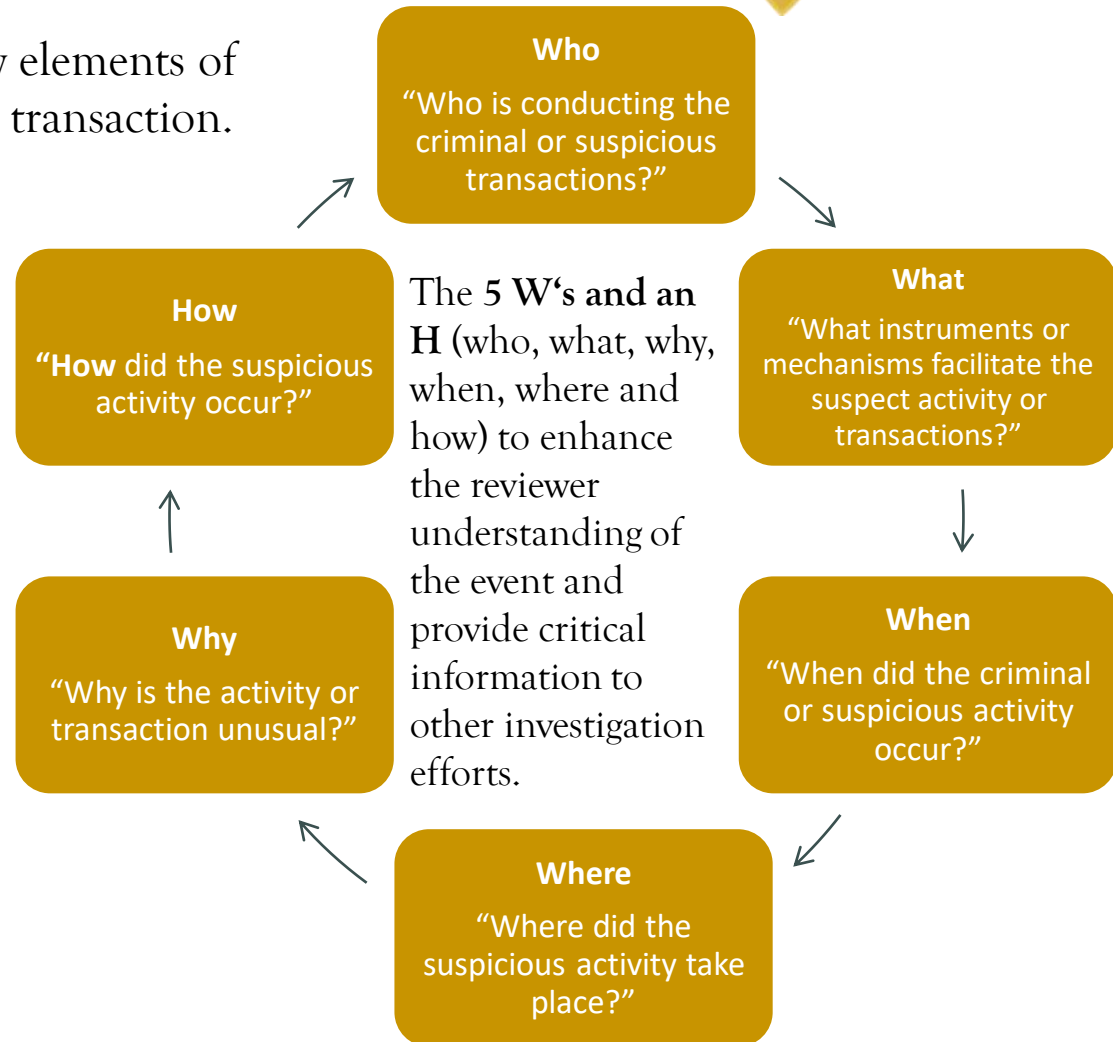 elements of
transaction.
Who
“Who is conducting the
criminal or suspicious
transactions?”
What
“What instruments or
mechanisms facilitate the
suspect activity or
transactions?”
When
“When did the criminal
or suspicious activity
occur?”
Where
“Where did the
suspicious activity take
place?”
Why
“Why is the activity or
transaction unusual?”
How
“How did the suspicious
activity occur?”
The 5 W‘s and an
H (who, what, why,
when, where and
how) to enhance
the reviewer
understanding of
the event and
provide critical
information to
other investigation
efforts.